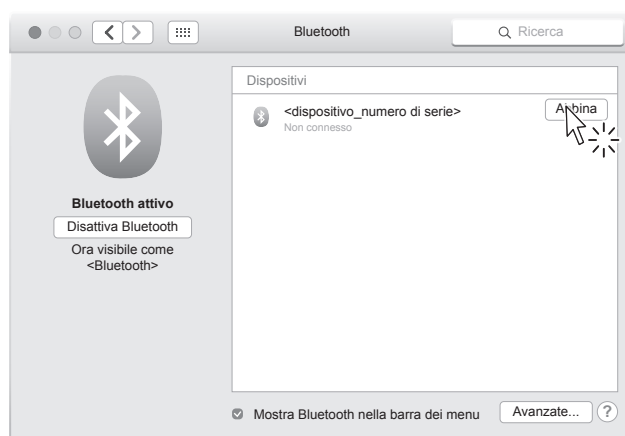 Bluetooth
Ricerca
Dispositivi
<dispositivo_numero di serie>
Non connesso
Bluetooth attivo
Disattiva Bluetooth
Ora visibile come
<Bluetooth>
Mostra Bluetooth nella barra dei menu
Avanzate...
?